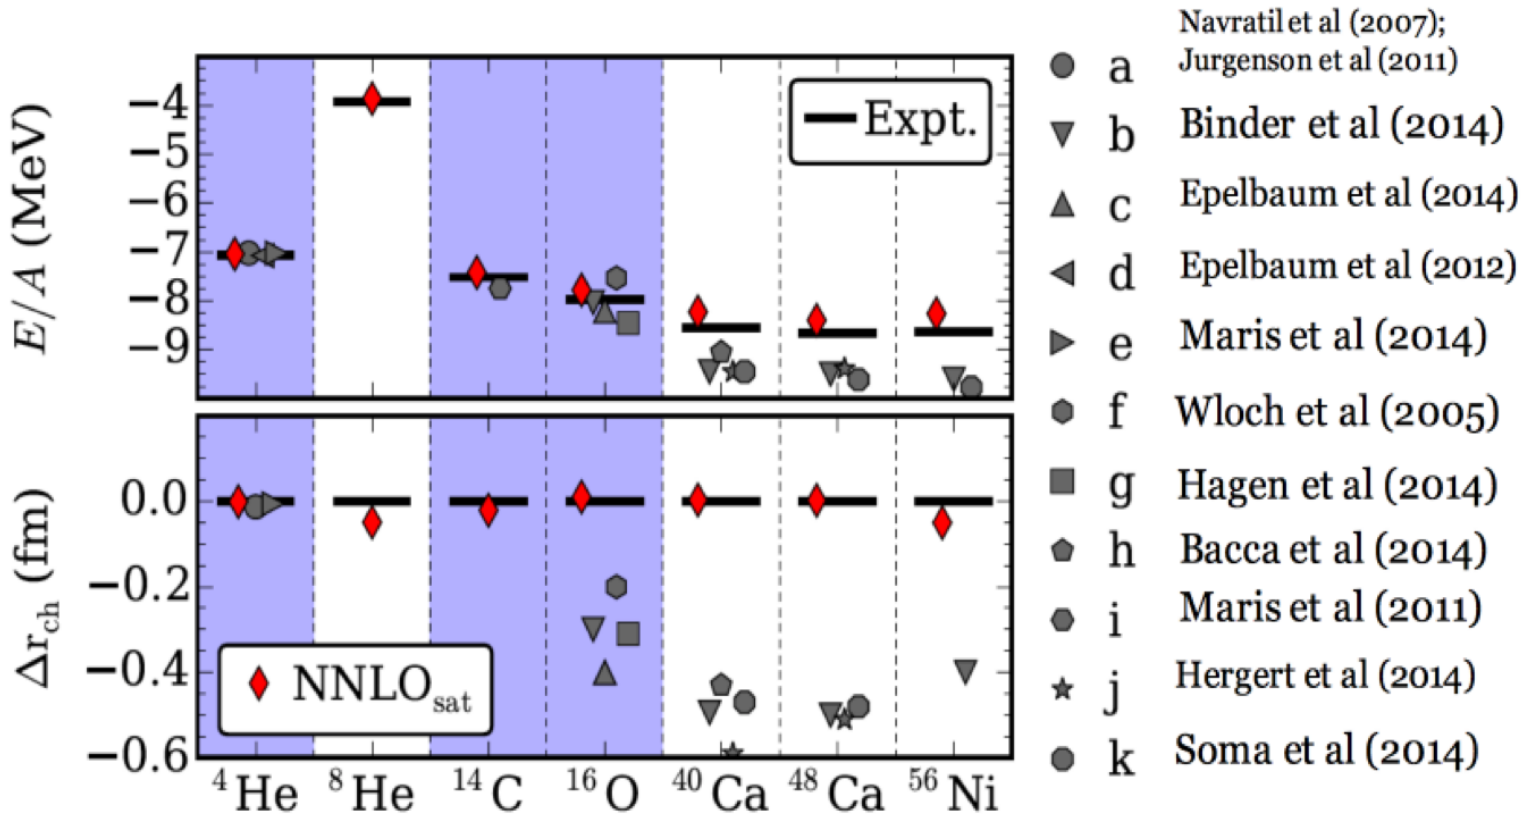 E/A (MeV)
−4
−5
−6
−7
−8
−9
Expt.
Δr_ch (fm)
0.0
−0.2
−0.4
−0.6
NNLO_sat
⁴He ⁸He ¹⁴C ¹⁶O ⁴⁰Ca ⁴⁸Ca ⁵⁶Ni
Navratil et al (2007);
a Jurgenson et al (2011)
b Binder et al (2014)
c Epelbaum et al (2014)
d Epelbaum et al (2012)
e Maris et al (2014)
f Wloch et al (2005)
g Hagen et al (2014)
h Bacca et al (2014)
i Maris et al (2011)
j Hergert et al (2014)
k Soma et al (2014)